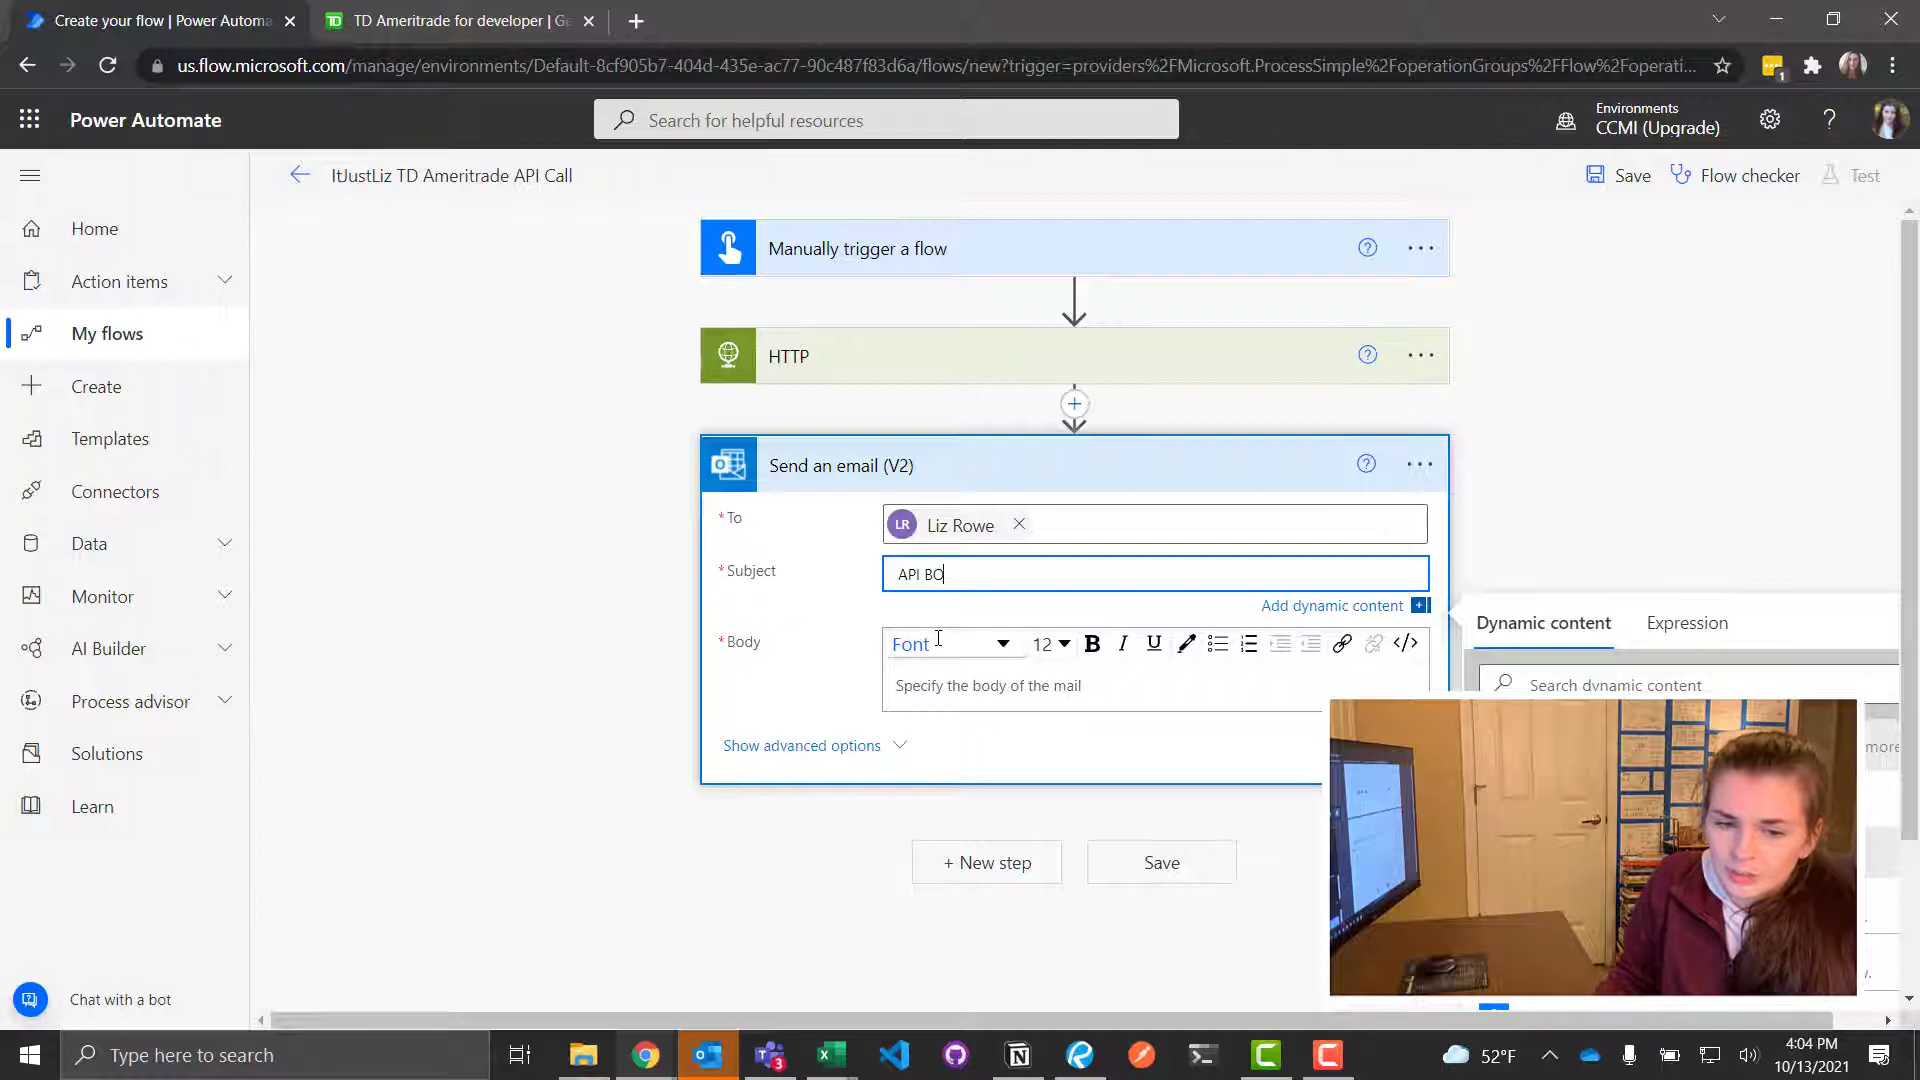 Create your flow | Power Automa
TD Ameritrade for developer | Ge
us.flow.microsoft.com/manage/environments/Default-8cf905b7-404d-435e-ac77-90c487f83d6a/flows/new?trigger=providers%2FMicrosoft.ProcessSimple%2FoperationGroups%2FFlow%2Foperati...
1
Power Automate
Search for helpful resources
Environments
CCMI (Upgrade)
?
ItJustLiz TD Ameritrade API Call
Save
Flow checker
Test
Home
Action items
My flows
Create
Templates
Connectors
Data
Monitor
AI Builder
Process advisor
Solutions
Learn
Chat with a bot
Manually trigger a flow
HTTP
Send an email (V2)
* To
LR Liz Rowe
* Subject
API BO
Add dynamic content
* Body
Font
12
B I U
Specify the body of the mail
Show advanced options
+ New step
Save
Dynamic content
Expression
Search dynamic content
more
Type here to search
52°F
4:04 PM
10/13/2021